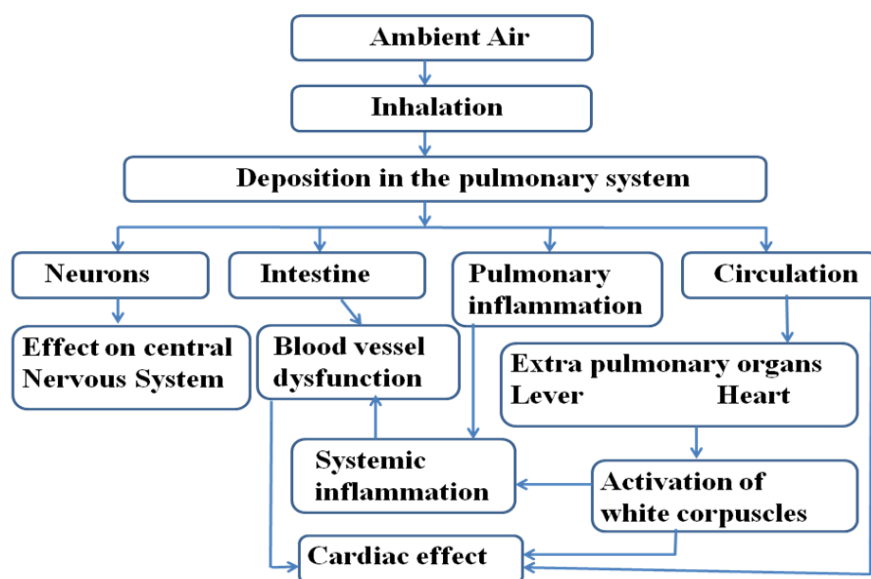 Ambient Air
Inhalation
Deposition in the pulmonary system
Neurons
Intestine
Pulmonary
inflammation
Circulation
Effect on central
Nervous System
Blood vessel
dysfunction
Extra pulmonary organs
Lever Heart
Systemic
inflammation
Activation of
white corpuscles
Cardiac effect